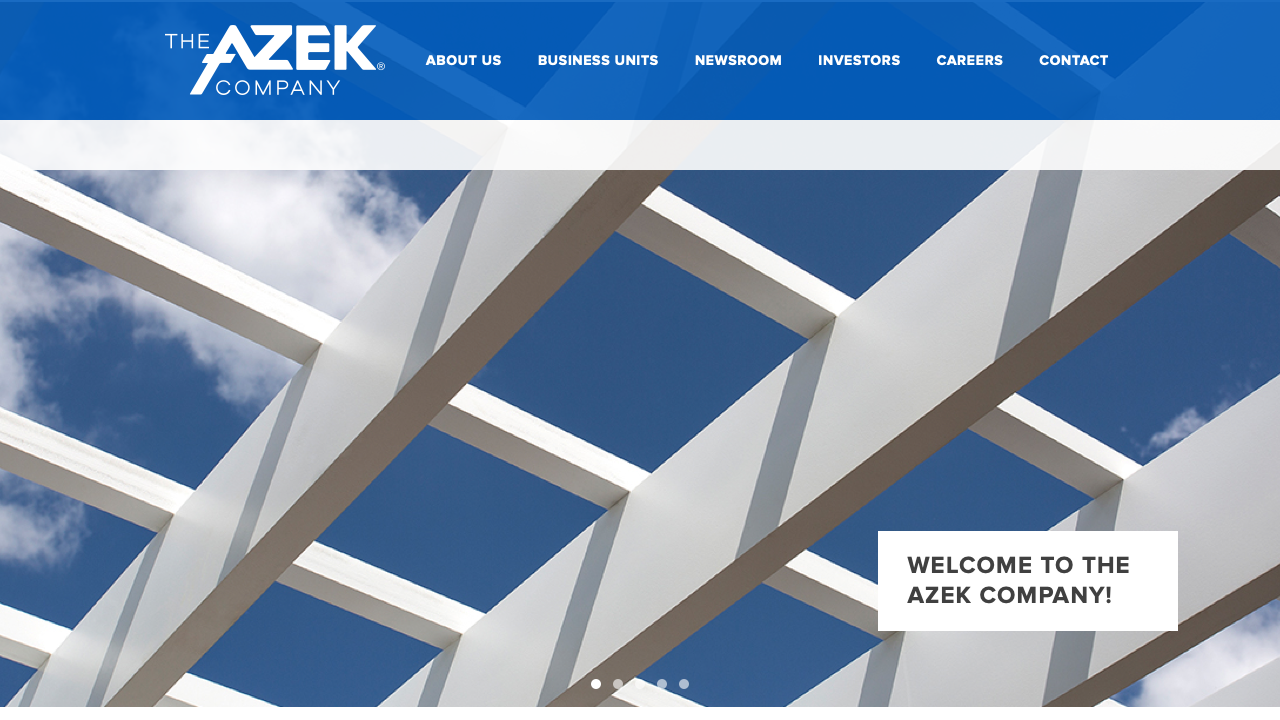 THE AZEK® COMPANY
ABOUT US
BUSINESS UNITS
NEWSROOM
INVESTORS
CAREERS
CONTACT
WELCOME TO THE
AZEK COMPANY!